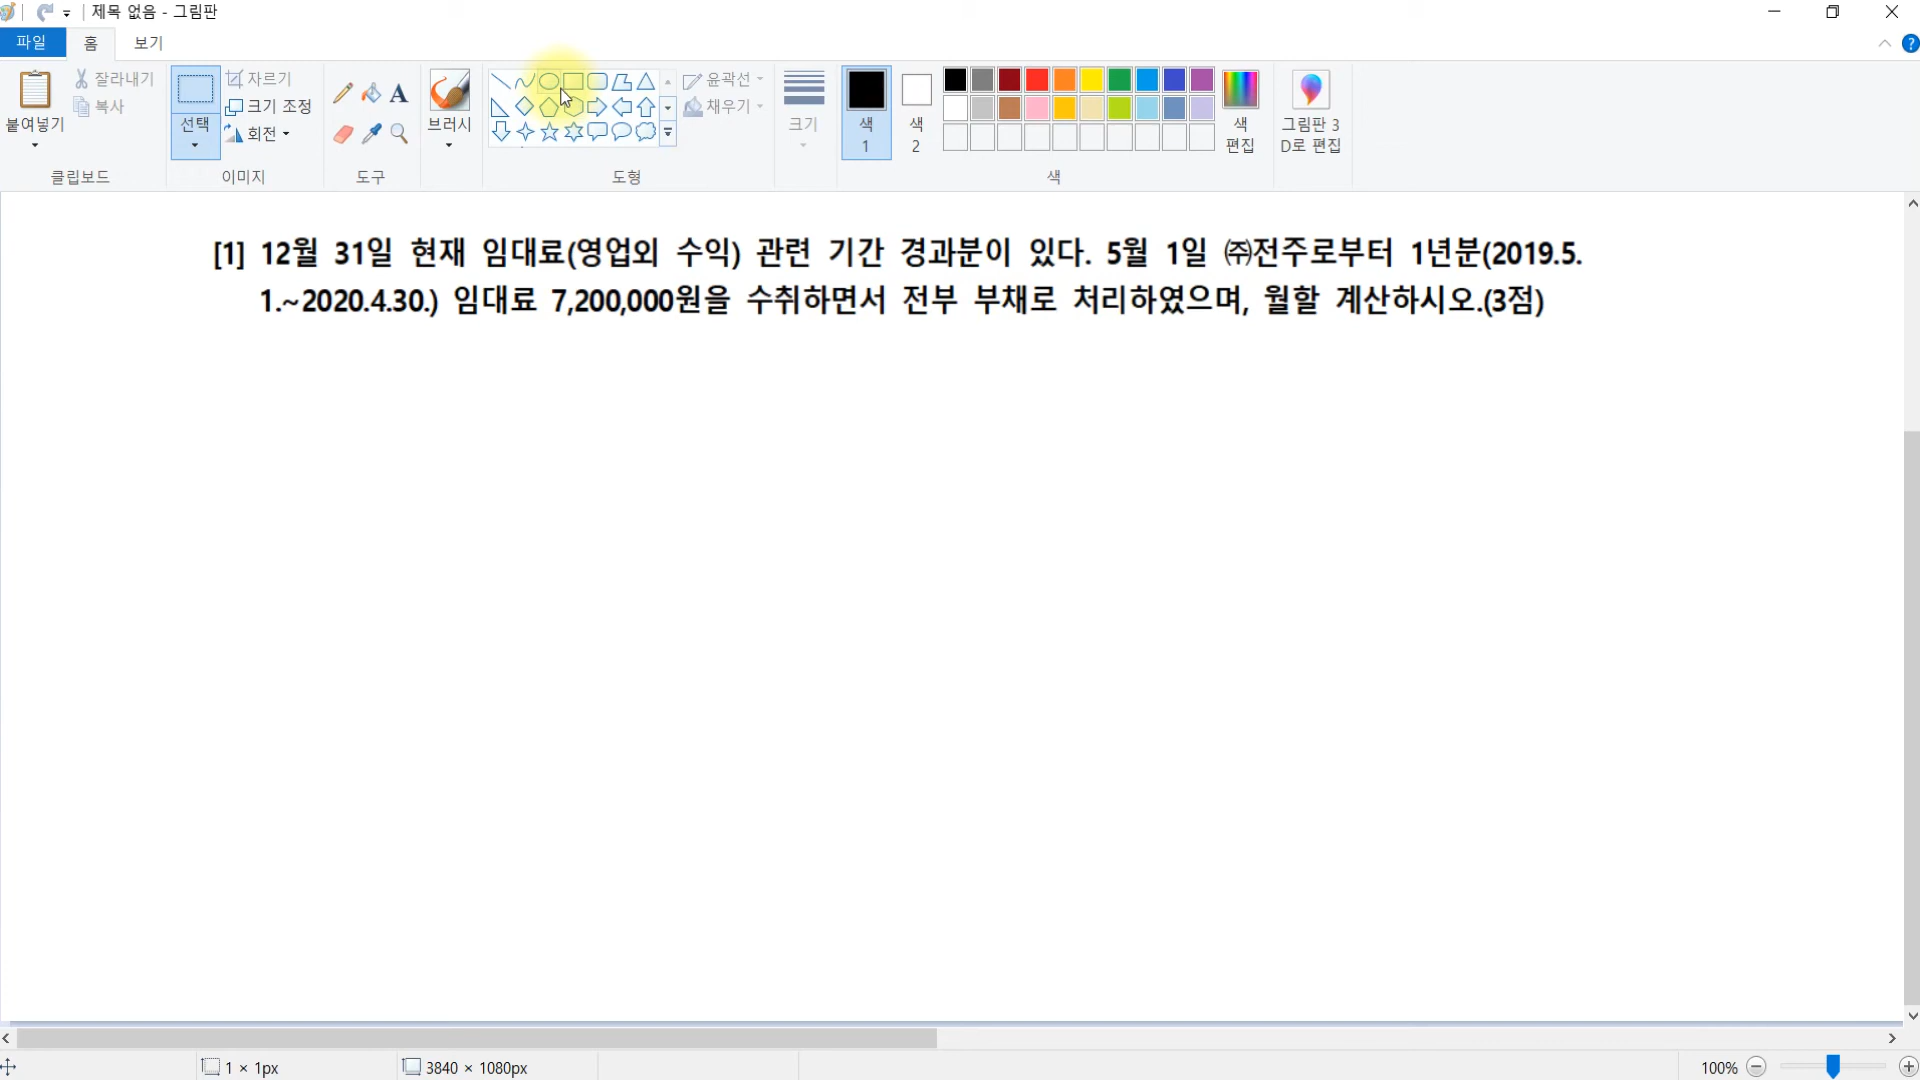 제목 없음 - 그림판
파일 홈 보기
붙여넣기
잘라내기
복사
클립보드
선택
자르기
크기 조정
회전
이미지
A
도구
브러시
윤곽선
채우기
도형
크기
색
1
색
2
색
편집
색
그림판 3
D로 편집
[1] 12월 31일 현재 임대료(영업외 수익) 관련 기간 경과분이 있다. 5월 1일 ㈜전주로부터 1년분(2019.5.
1.~2020.4.30.) 임대료 7,200,000원을 수취하면서 전부 부채로 처리하였으며, 월할 계산하시오.(3점)
1 × 1px
3840 × 1080px
100%